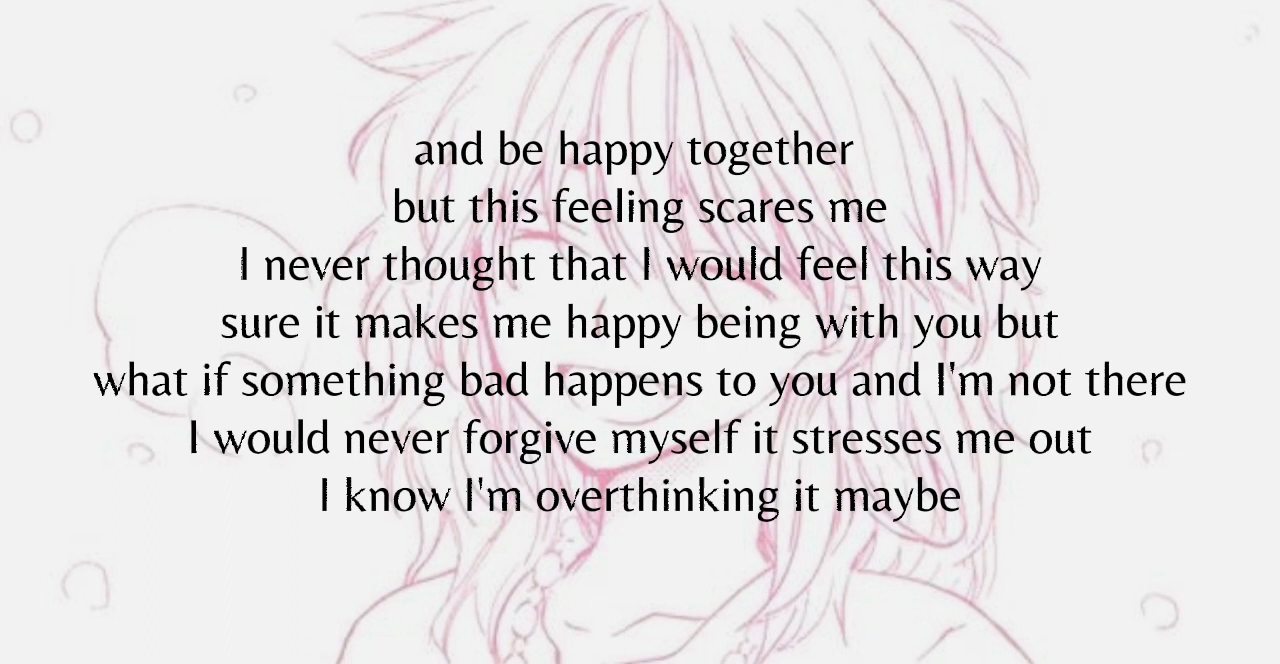 and be happy together
but this feeling scares me
I never thought that I would feel this way
sure it makes me happy being with you but
what if something bad happens to you and I'm not there
I would never forgive myself it stresses me out
I know I'm overthinking it maybe